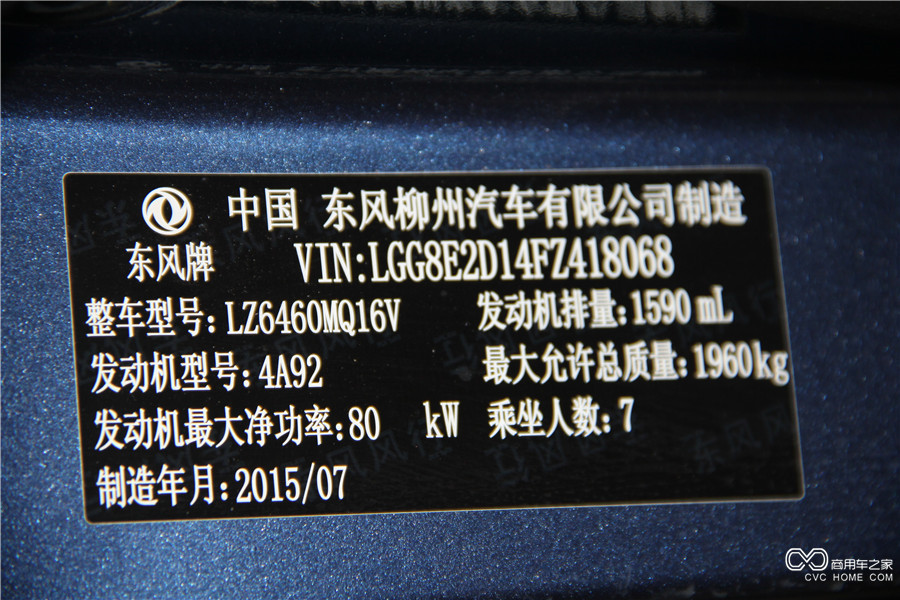 中国 东风柳州汽车有限公司制造
东风牌 VIN:LGG8E2D14FZ418068
整车型号:LZ6460MQ16V 发动机排量:1590 mL
发动机型号:4A92 最大允许总质量:1960kg
发动机最大净功率:80 kW 乘坐人数:7
制造年月:2015/07
商用车之家
CVC HOME COM